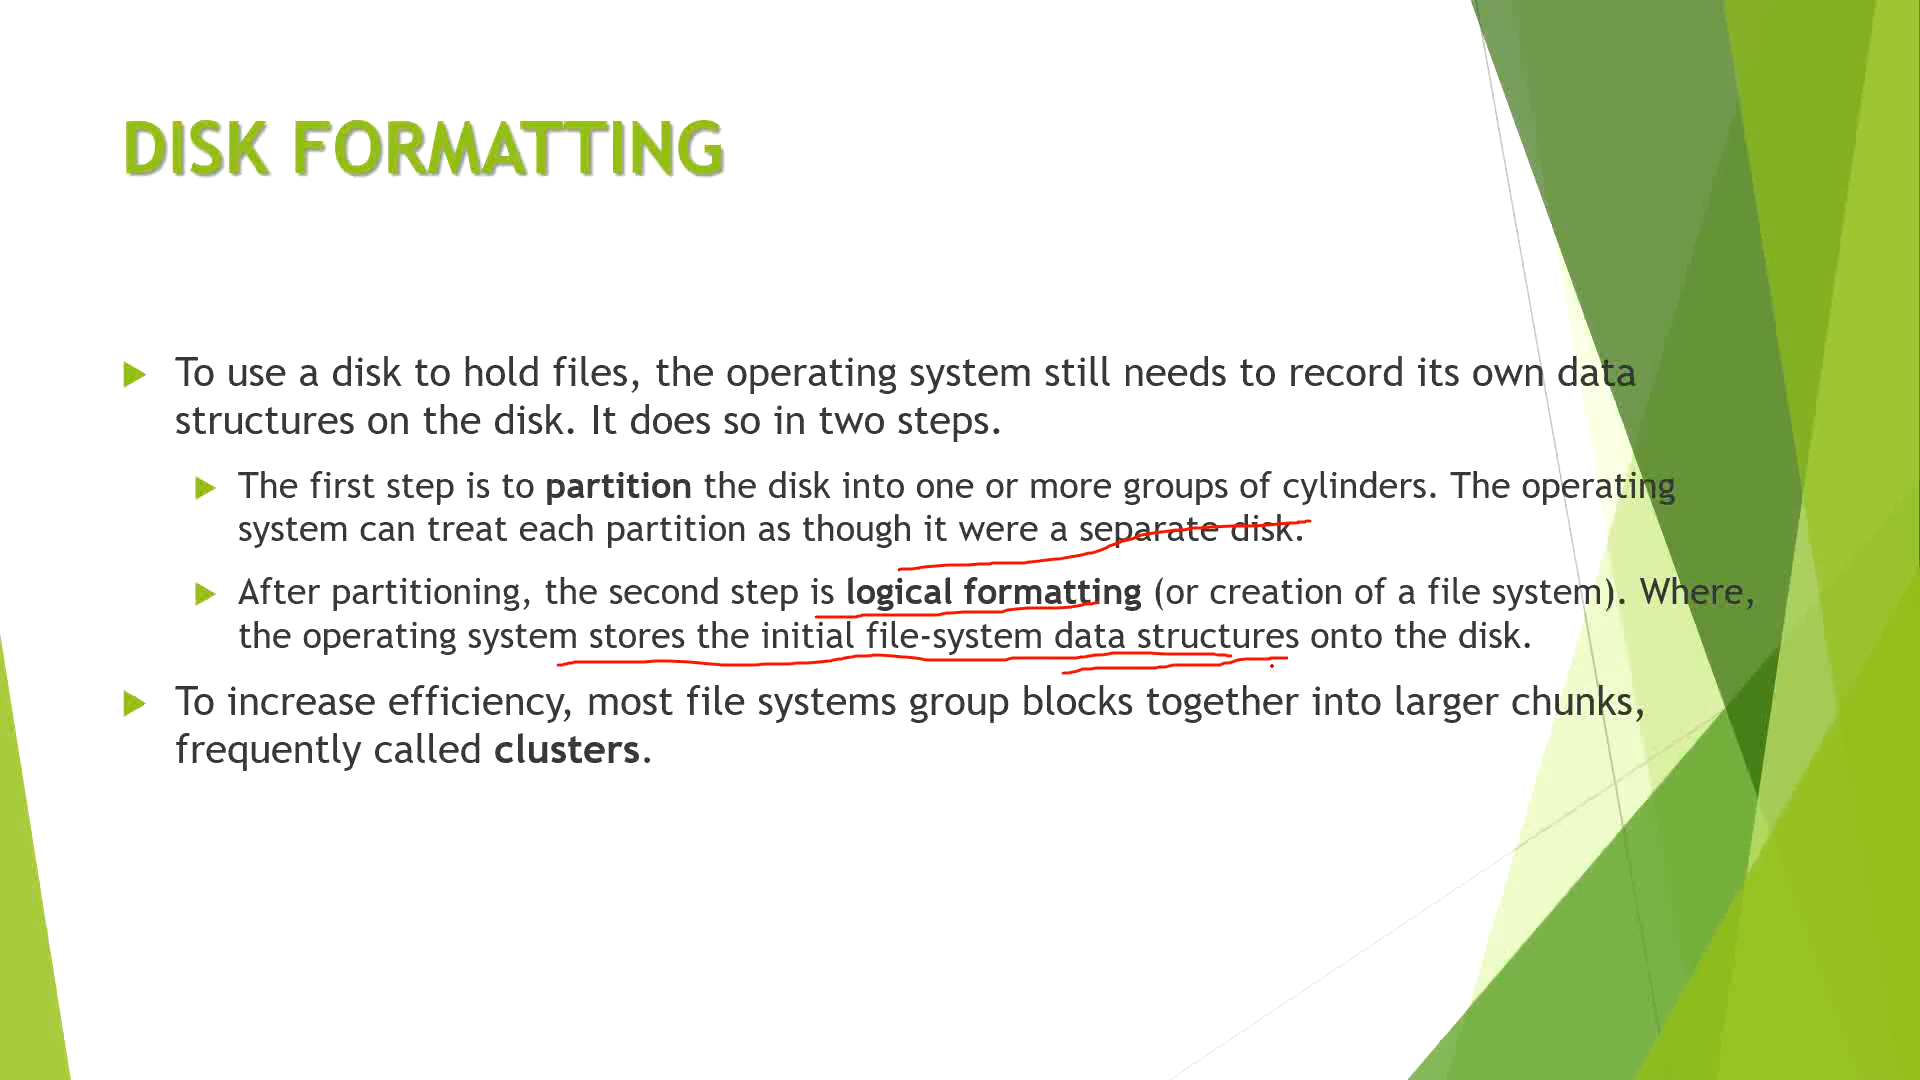 DISK FORMATTING
To use a disk to hold files, the operating system still needs to record its own data
structures on the disk. It does so in two steps.
The first step is to partition the disk into one or more groups of cylinders. The operating
system can treat each partition as though it were a separate disk.
After partitioning, the second step is logical formatting (or creation of a file system). Where,
the operating system stores the initial file-system data structures onto the disk.
To increase efficiency, most file systems group blocks together into larger chunks,
frequently called clusters.